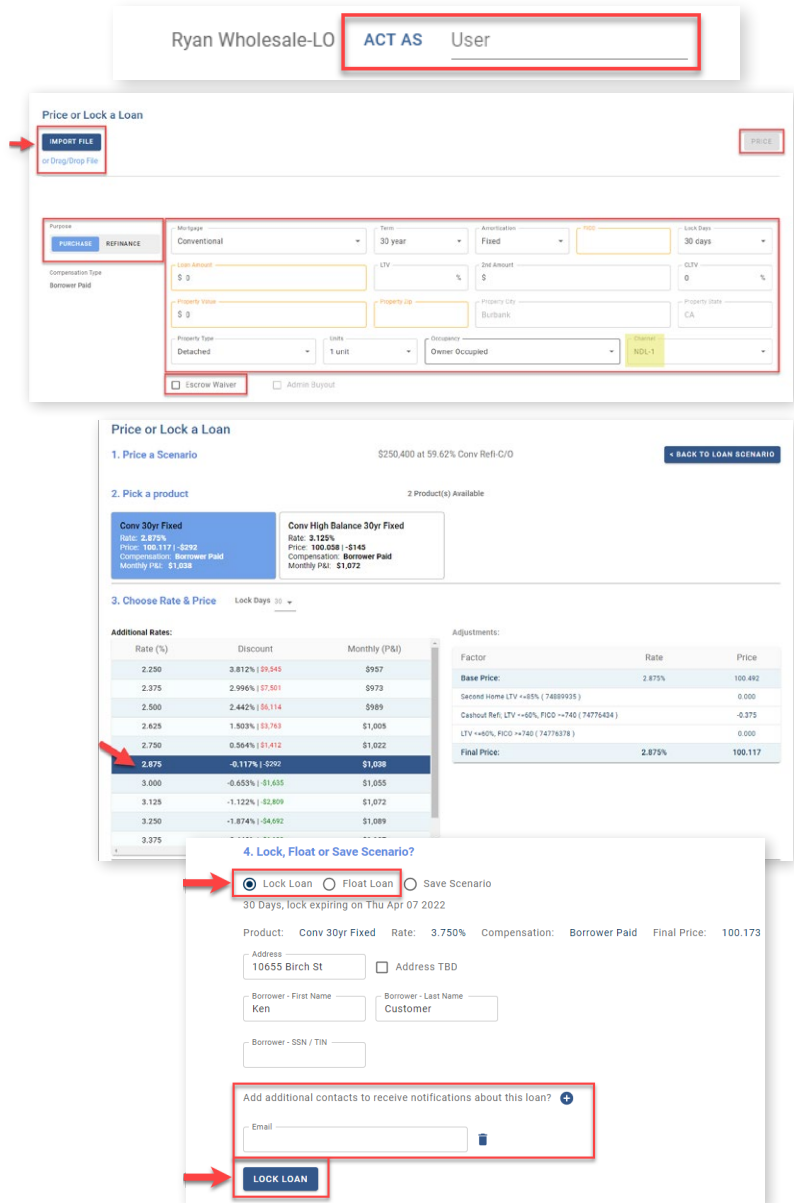 Ryan Wholesale-LO ACT AS User
Price or Lock a Loan
IMPORT FILE
or Drag/Drop File
PRICE
Purpose
PURCHASE REFINANCE
Compensation Type
Borrower Paid
Mortgage Term Amortization FICO Lock Days
Conventional 30 year Fixed 30 days
Loan Amount LTV 2nd Amount CLTV
$ 0 % $ 0 %
Property Value Property Zip Property City Property State
$ 0 Burbank CA
Property Type Units Occupancy Channel
Detached 1 unit Owner Occupied NDL-1
Escrow Waiver Admin Buyout
Price or Lock a Loan
1. Price a Scenario $250,400 at 59.62% Conv Refi-C/O < BACK TO LOAN SCENARIO
2. Pick a product 2 Product(s) Available
Conv 30yr Fixed
Rate: 2.875%
Price: 100.117 | -$292
Compensation: Borrower Paid
Monthly P&I: $1,038
Conv High Balance 30yr Fixed
Rate: 3.125%
Price: 100.058 | -$145
Compensation: Borrower Paid
Monthly P&I: $1,072
3. Choose Rate & Price Lock Days 30
Additional Rates:
Rate (%) Discount Monthly (P&I)
2.250 3.812% | $9,545 $957
2.375 2.996% | $7,501 $973
2.500 2.442% | $6,114 $989
2.625 1.503% | $3,763 $1,005
2.750 0.564% | $1,412 $1,022
2.875 -0.117% | -$292 $1,038
3.000 -0.653% | -$1,635 $1,055
3.125 -1.122% | -$2,809 $1,072
3.250 -1.874% | -$4,692 $1,089
3.375
Adjustments:
Factor Rate Price
Base Price: 2.875% 100.492
Second Home LTV <=85% ( 74889935 ) 0.000
Cashout Refi; LTV <=60%, FICO >=740 ( 74776434 ) -0.375
LTV <=60%, FICO >=740 ( 74776378 ) 0.000
Final Price: 2.875% 100.117
4. Lock, Float or Save Scenario?
Lock Loan Float Loan Save Scenario
30 Days, lock expiring on Thu Apr 07 2022
Product: Conv 30yr Fixed Rate: 3.750% Compensation: Borrower Paid Final Price: 100.173
Address
10655 Birch St Address TBD
Borrower - First Name Borrower - Last Name
Ken Customer
Borrower - SSN / TIN
Add additional contacts to receive notifications about this loan?
Email
LOCK LOAN